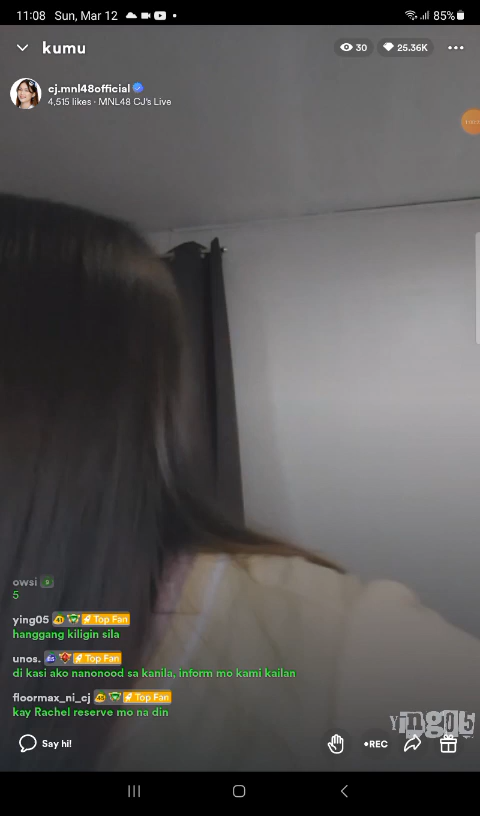 11:08 Sun, Mar 12 85%
kumu
30 25.36K
cj.mnl48official
4,515 likes · MNL48 CJ's Live
owsi 9
5
ying05 Top Fan
hanggang kiligin sila
unos. Top Fan
di kasi ako nanonood sa kanila, inform mo kami kailan
floormax_ni_cj Top Fan
kay Rachel reserve mo na din
Ying05
Say hi!
•REC